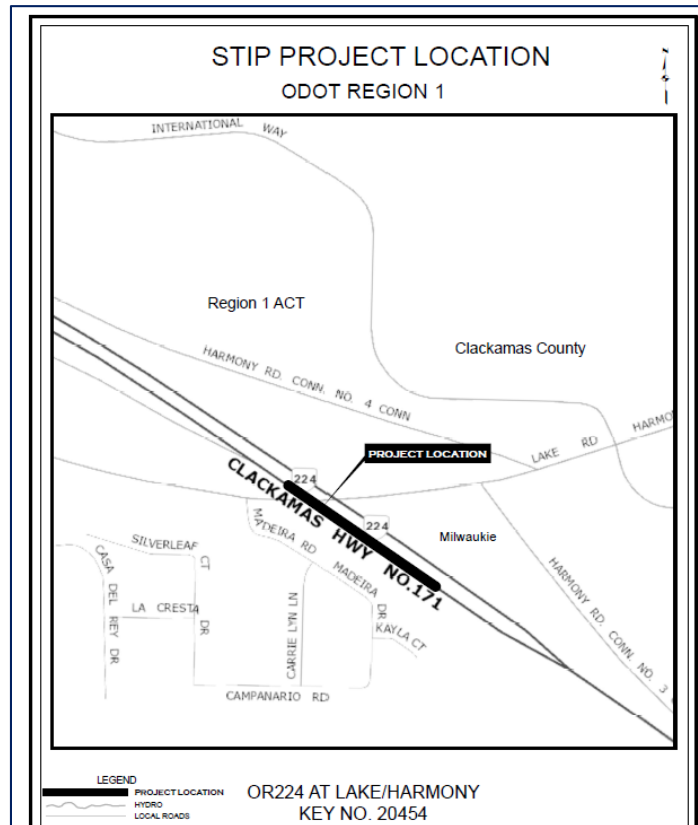 STIP PROJECT LOCATION
ODOT REGION 1
INTERNATIONAL WAY
Region 1 ACT
Clackamas County
HARMONY RD. CONN. NO. 4 CONN
LAKE RD HARMO
PROJECT LOCATION
224
224
CLACKAMAS HWY NO.171
Milwaukie
MADEIRA RD
MADEIRA DR
SILVERLEAF CT
CASA DEL REY DR
LA CRESTA DR
CARRIE LYN LN
KAYLA CT
HARMONY RD. CONN. NO. 3
CAMPANARIO RD
LEGEND
PROJECT LOCATION
HYDRO
LOCAL ROADS
OR224 AT LAKE/HARMONY
KEY NO. 20454